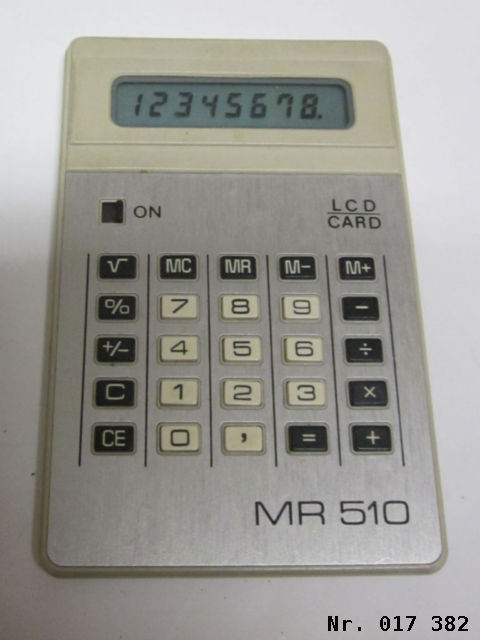 12345678.
ON
LCD
CARD
√ MC MR M- M+
% 7 8 9 -
+/- 4 5 6 ÷
C 1 2 3 ×
CE 0 , = +
MR 510
Nr. 017 382